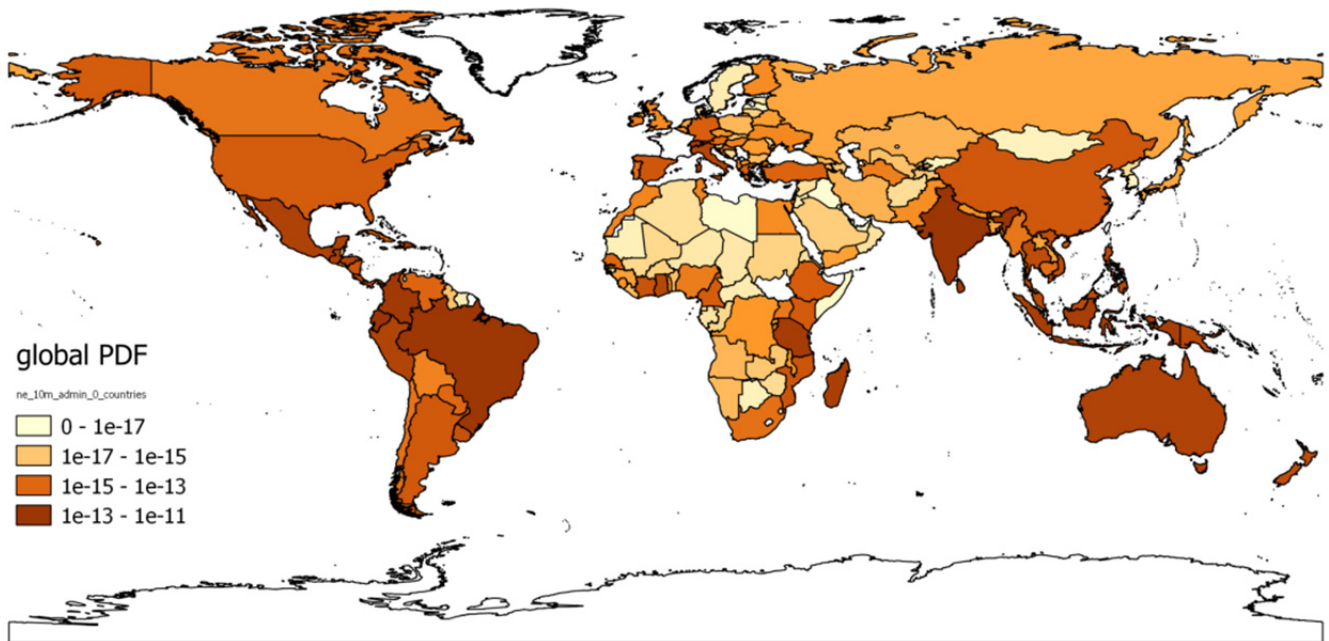 global PDF
ne_10m_admin_0_countries
0 - 1e-17
1e-17 - 1e-15
1e-15 - 1e-13
1e-13 - 1e-11